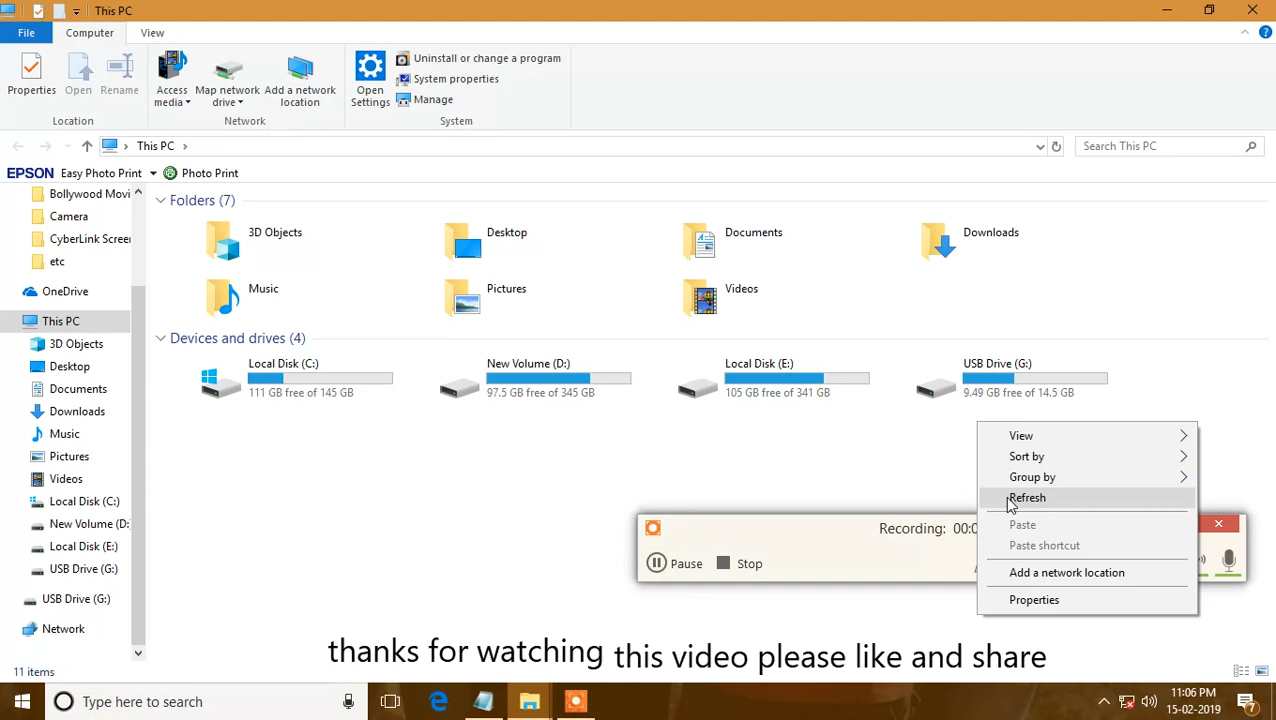 This PC
File
Computer
View
Properties
Open
Rename
Access media
Map network drive
Add a network location
Open Settings
Uninstall or change a program
System properties
Manage
Location
Network
System
This PC
Search This PC
EPSON Easy Photo Print Photo Print
Bollywood Movi
Camera
CyberLink Screen
etc
OneDrive
This PC
3D Objects
Desktop
Documents
Downloads
Music
Pictures
Videos
Local Disk (C:)
New Volume (D:
Local Disk (E:)
USB Drive (G:)
USB Drive (G:)
Network
Folders (7)
3D Objects
Desktop
Documents
Downloads
Music
Pictures
Videos
Devices and drives (4)
Local Disk (C:)
111 GB free of 145 GB
New Volume (D:)
97.5 GB free of 345 GB
Local Disk (E:)
105 GB free of 341 GB
USB Drive (G:)
9.49 GB free of 14.5 GB
View
Sort by
Group by
Refresh
Paste
Paste shortcut
Add a network location
Properties
Recording: 00:0
Pause
Stop
thanks for watching this video please like and share
11 items
Type here to search
11:06 PM
15-02-2019
7